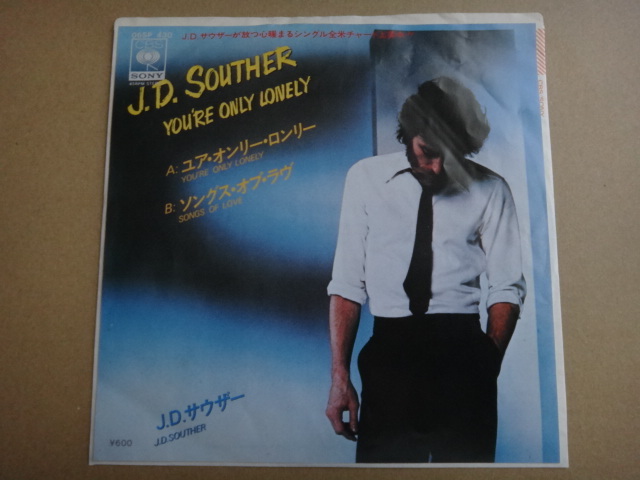 06SP 430
J.D.サウザーが放つ心暖まるシングル全米チャート
CBS
SONY
J.D. SOUTHER
YOU'RE ONLY LONELY
A: ユア・オンリー・ロンリー
YOU'RE ONLY LONELY
B: ソングス・オブ・ラヴ
SONGS OF LOVE
J.D.サウザー
J.D.SOUTHER
¥600